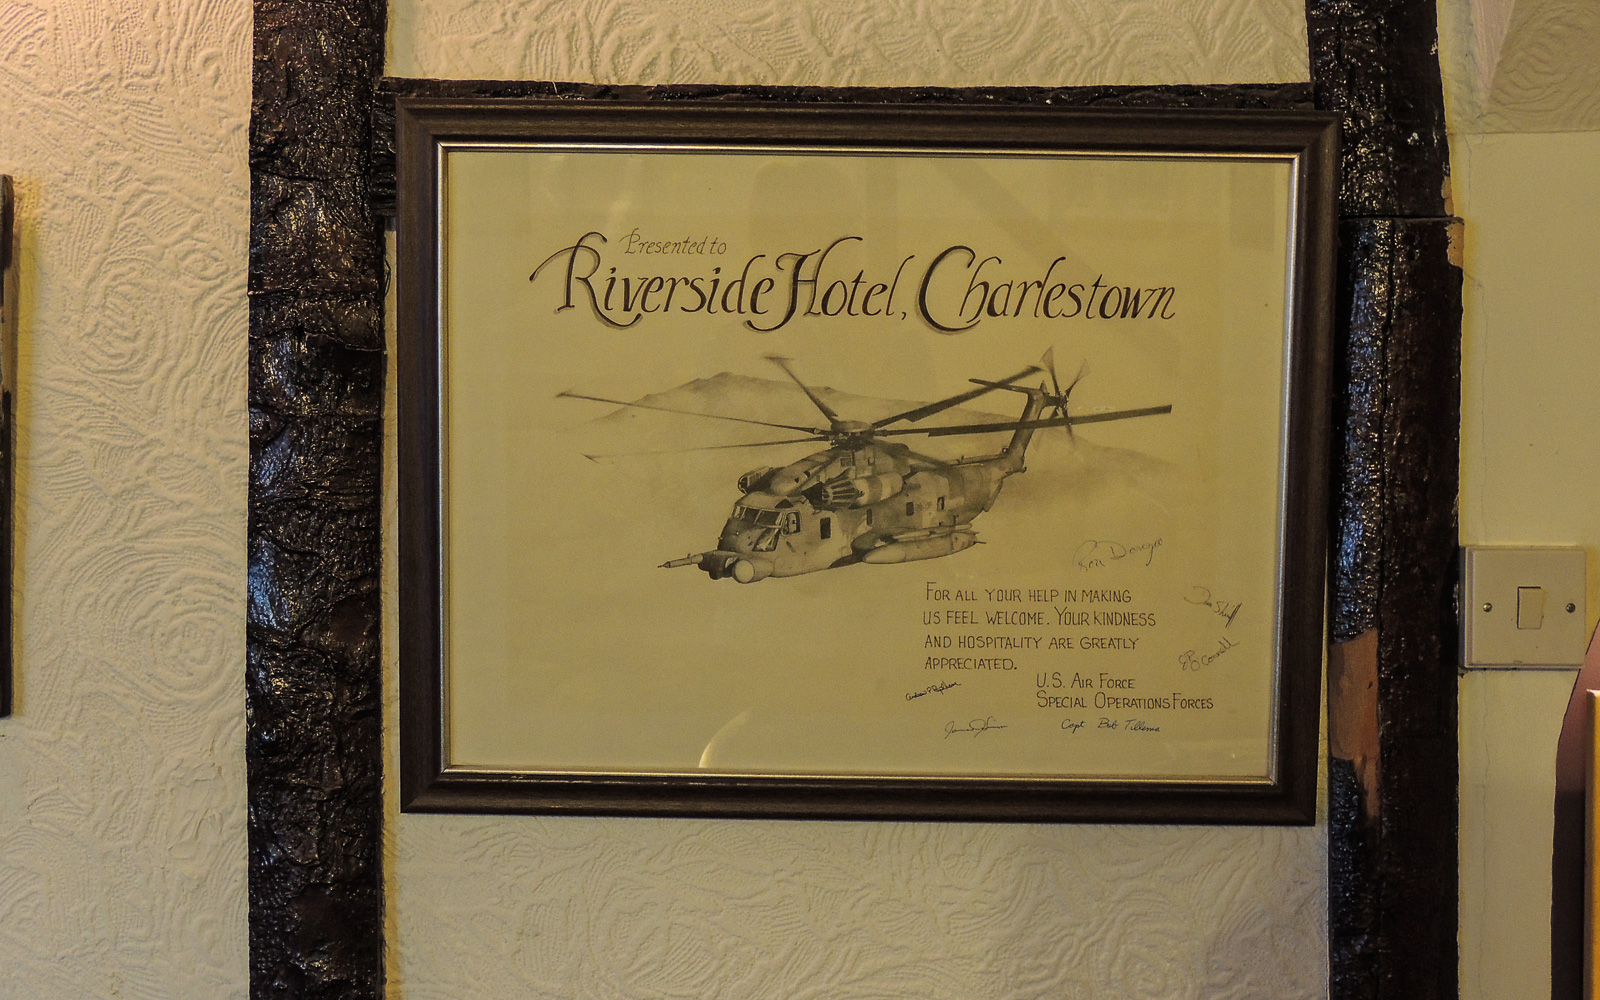 Presented to
Riverside Hotel, Charlestown
FOR ALL YOUR HELP IN MAKING
US FEEL WELCOME. YOUR KINDNESS
AND HOSPITALITY ARE GREATLY
APPRECIATED.
U.S. AIR FORCE
SPECIAL OPERATIONS FORCES
Capt Bob Tillema